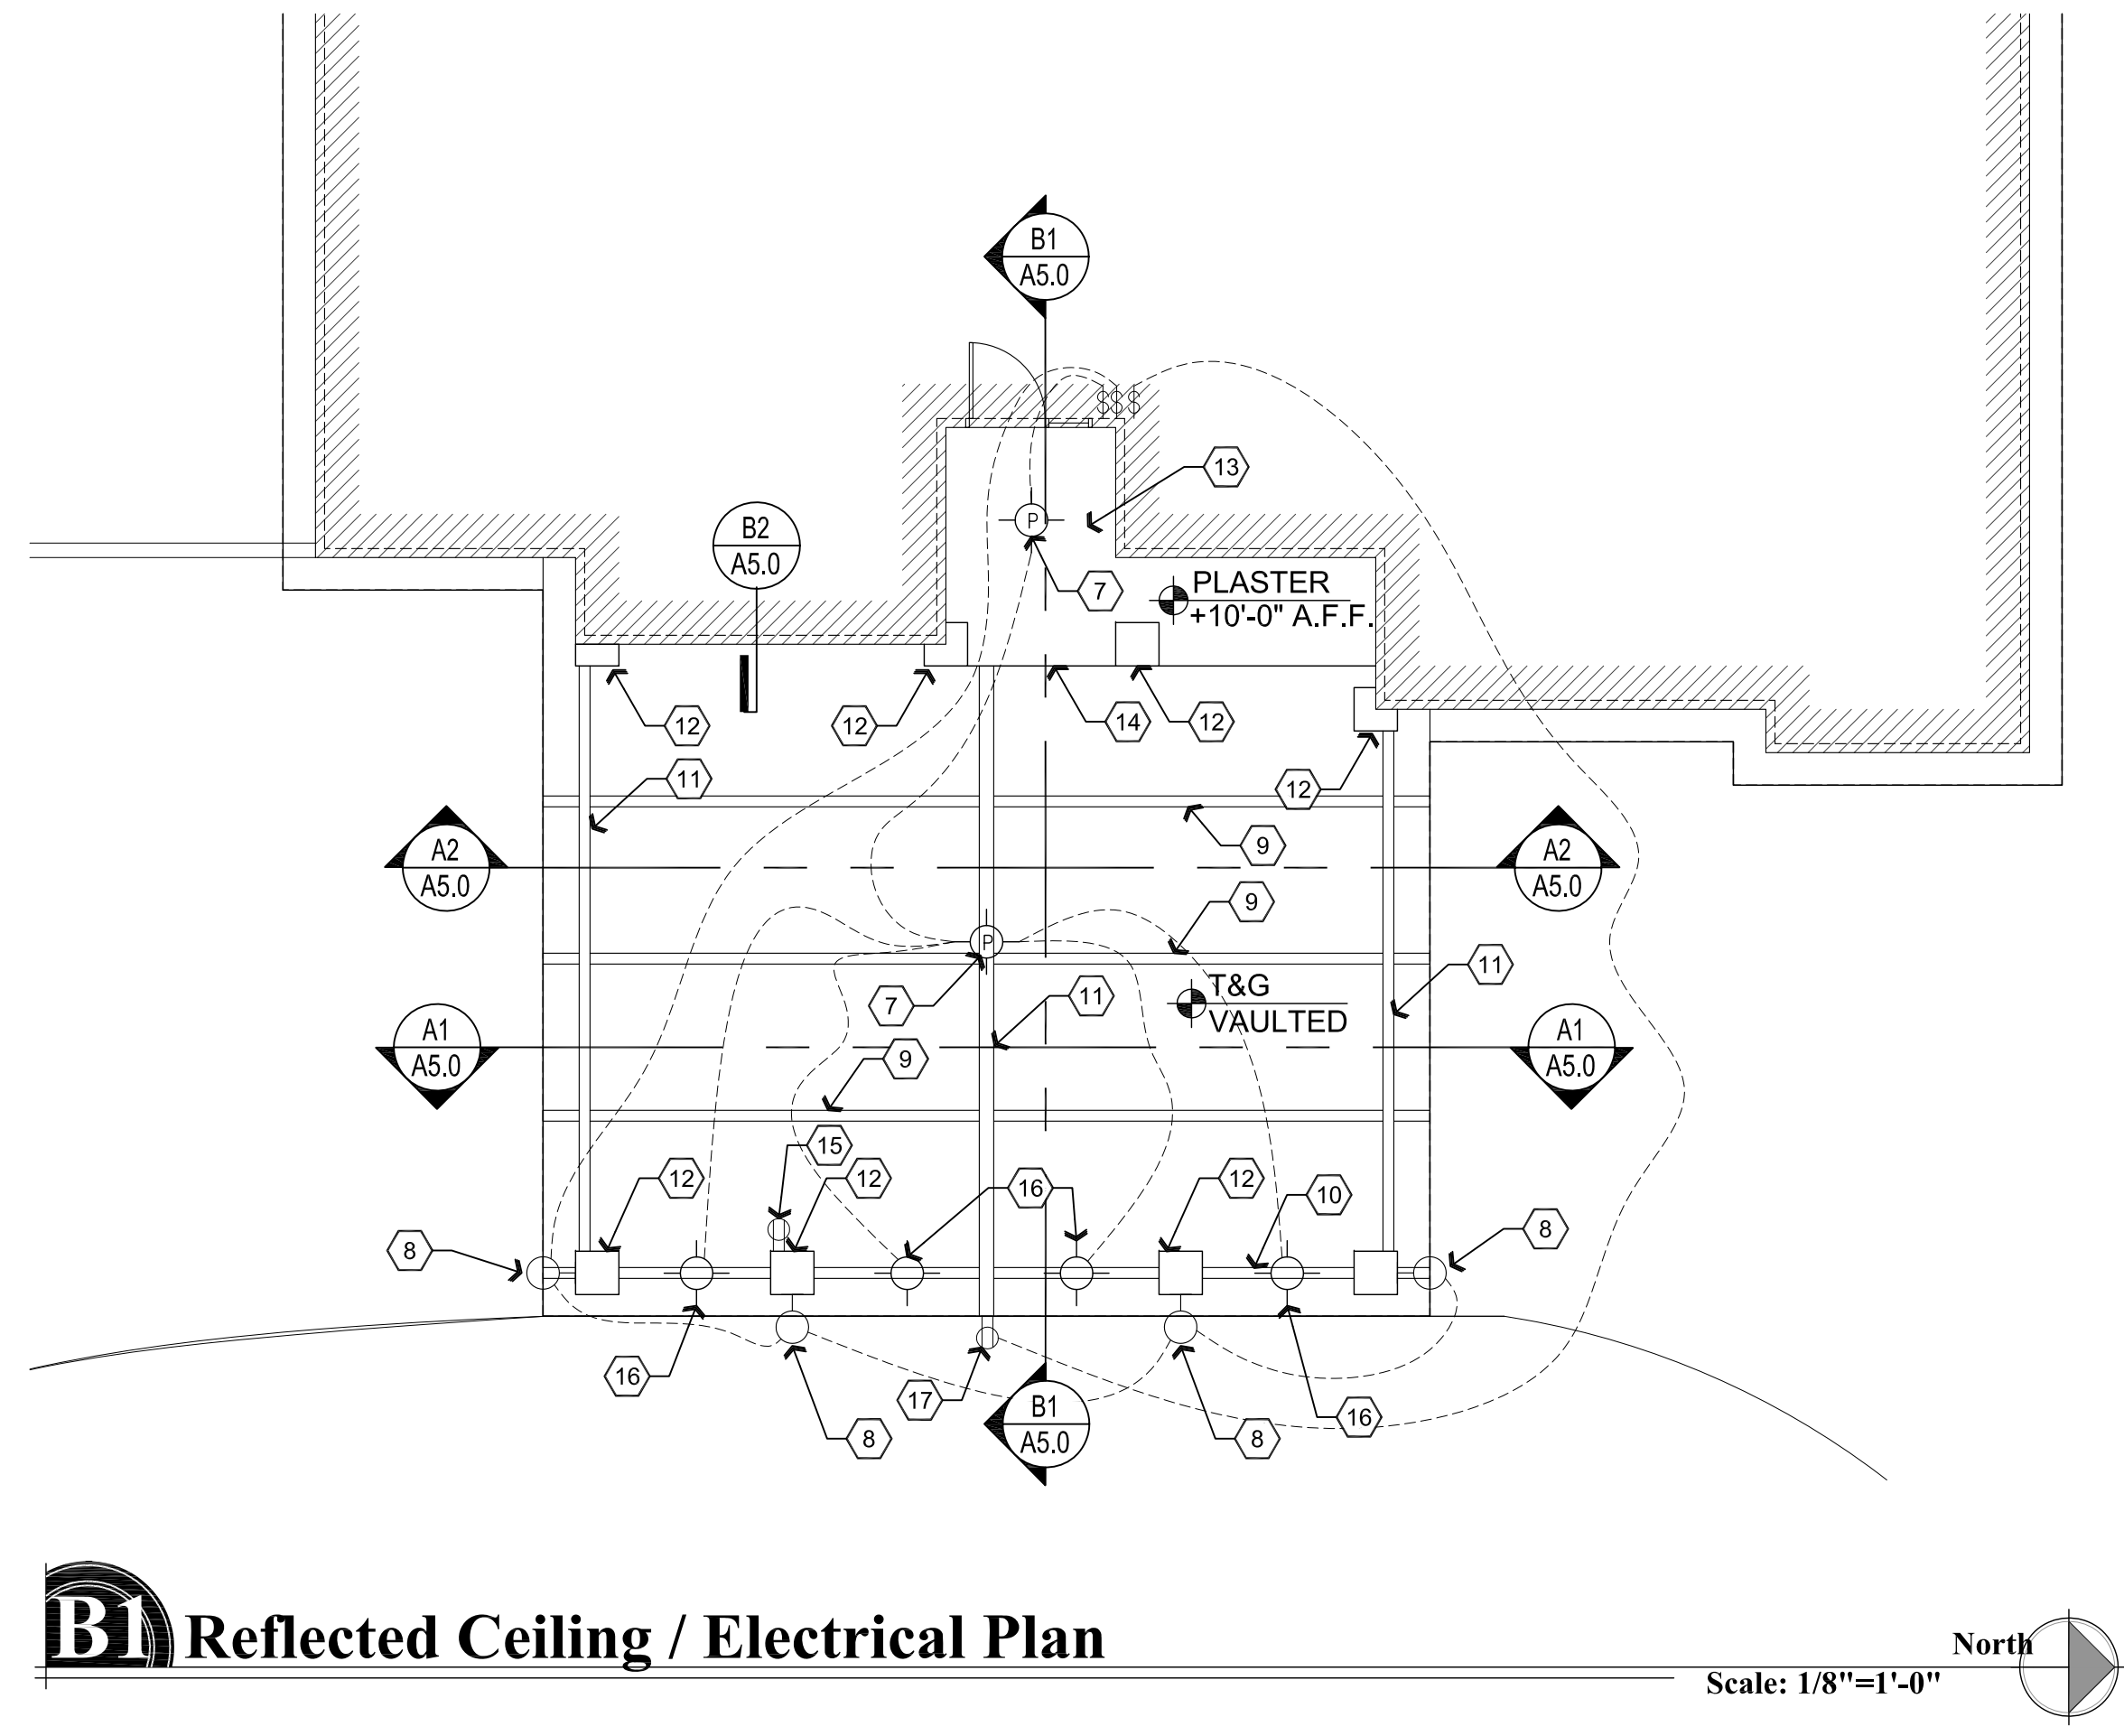 B1
A5.0
$$$
13
B2
A5.0
P
7
PLASTER
+10'-0" A.F.F.
12
12
14
12
11
12
9
A2
A5.0
A2
A5.0
9
P
11
7
11
T&G
VAULTED
A1
A5.0
9
A1
A5.0
15
12
12
16
12
10
8
8
16
17
16
8
B1
A5.0
8
B1 Reflected Ceiling / Electrical Plan
North
Scale: 1/8"=1'-0"